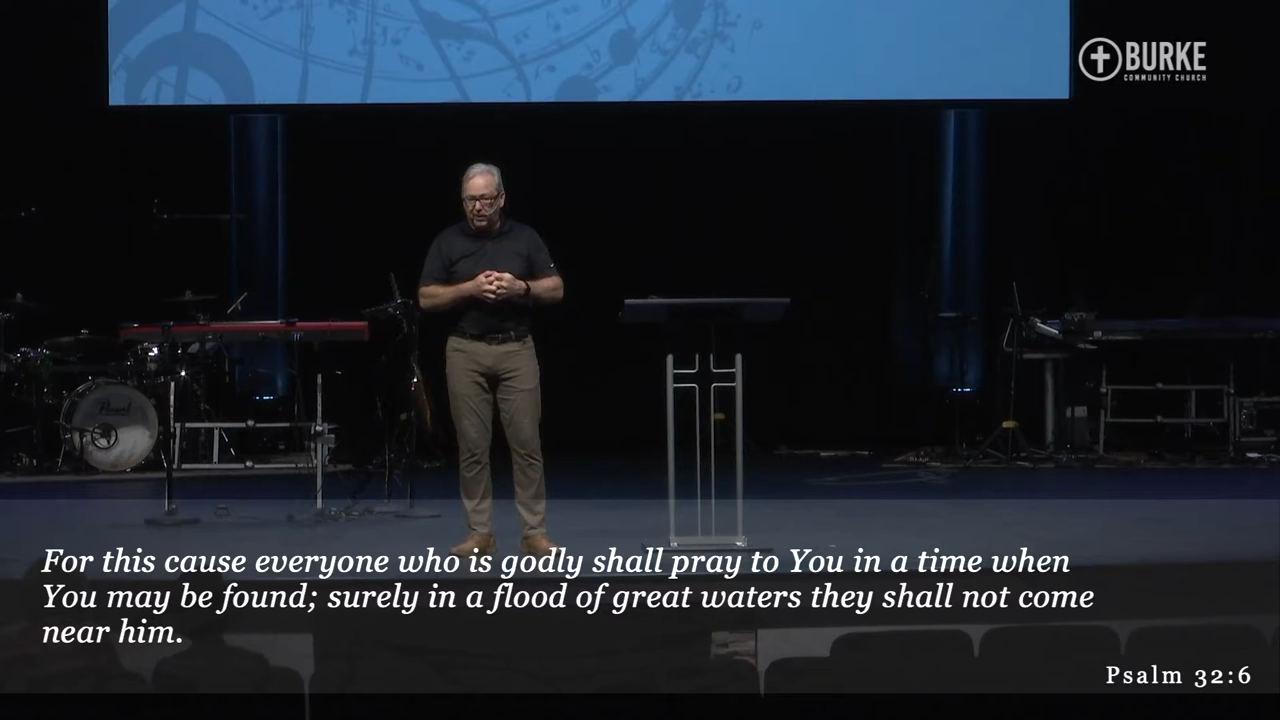 BURKE
COMMUNITY CHURCH
Pearl
For this cause everyone who is godly shall pray to You in a time when
You may be found; surely in a flood of great waters they shall not come
near him.
Psalm 32:6